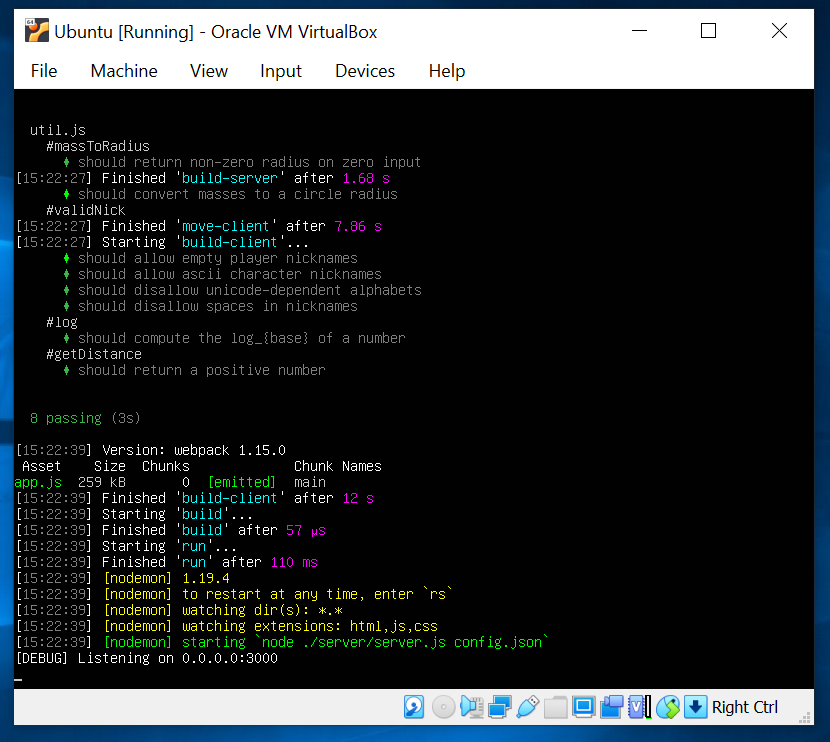 Ubuntu [Running] - Oracle VM VirtualBox
File Machine View Input Devices Help
util.js
#massToRadius
♦ should return non-zero radius on zero input
[15:22:27] Finished 'build-server' after 1.68 s
♦ should convert masses to a circle radius
#validNick
[15:22:27] Finished 'move-client' after 7.86 s
[15:22:27] Starting 'build-client'...
♦ should allow empty player nicknames
♦ should allow ascii character nicknames
♦ should disallow unicode-dependent alphabets
♦ should disallow spaces in nicknames
#log
♦ should compute the log_{base} of a number
#getDistance
♦ should return a positive number
8 passing (3s)
[15:22:39] Version: webpack 1.15.0
Asset Size Chunks Chunk Names
app.js 259 kB 0 [emitted] main
[15:22:39] Finished 'build-client' after 12 s
[15:22:39] Starting 'build'...
[15:22:39] Finished 'build' after 57 μs
[15:22:39] Starting 'run'...
[15:22:39] Finished 'run' after 110 ms
[15:22:39] [nodemon] 1.19.4
[15:22:39] [nodemon] to restart at any time, enter `rs`
[15:22:39] [nodemon] watching dir(s): *.*
[15:22:39] [nodemon] watching extensions: html,js,css
[15:22:39] [nodemon] starting `node ./server/server.js config.json`
[DEBUG] Listening on 0.0.0.0:3000
Right Ctrl